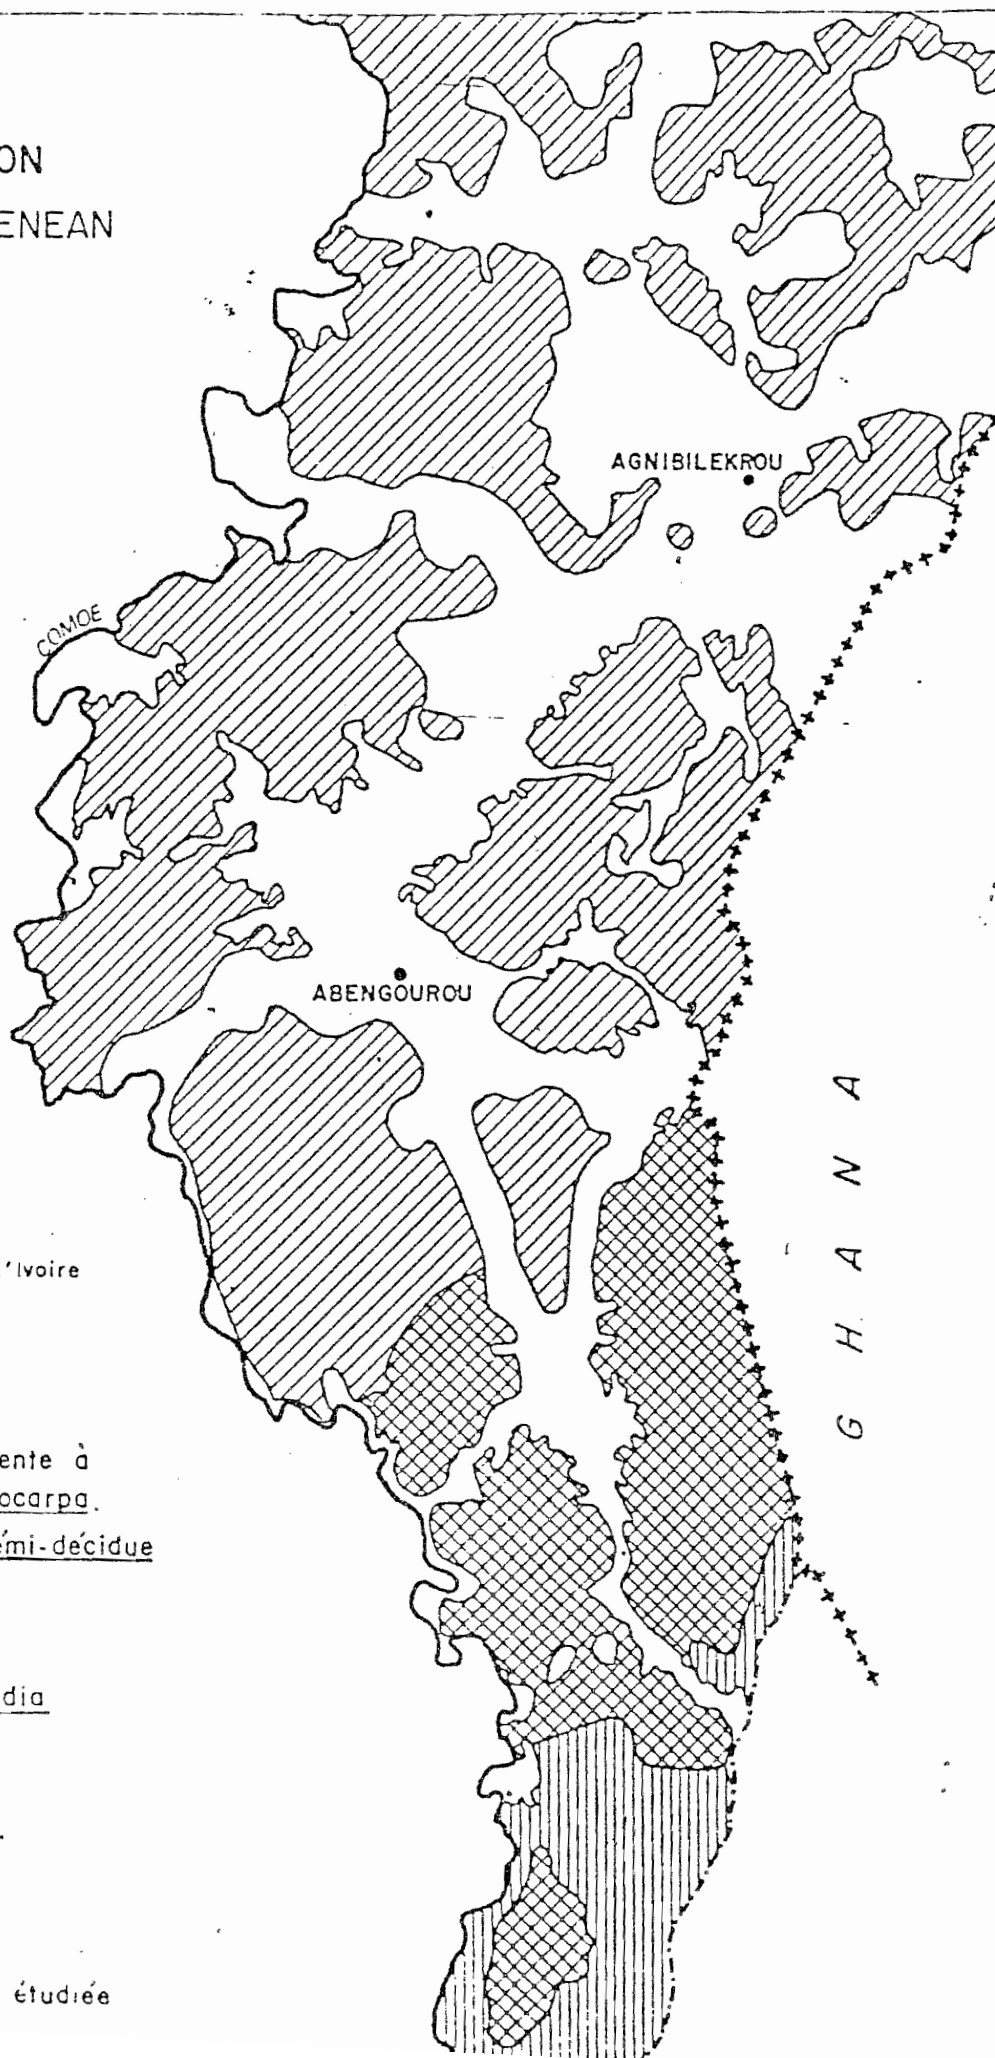 ON
ENEAN
AGNIBILEKROU
COMOE
ABENGOUROU
GHANA
'Ivoire
ente à
ocarpa.
émi-décidue
dia
étudiée